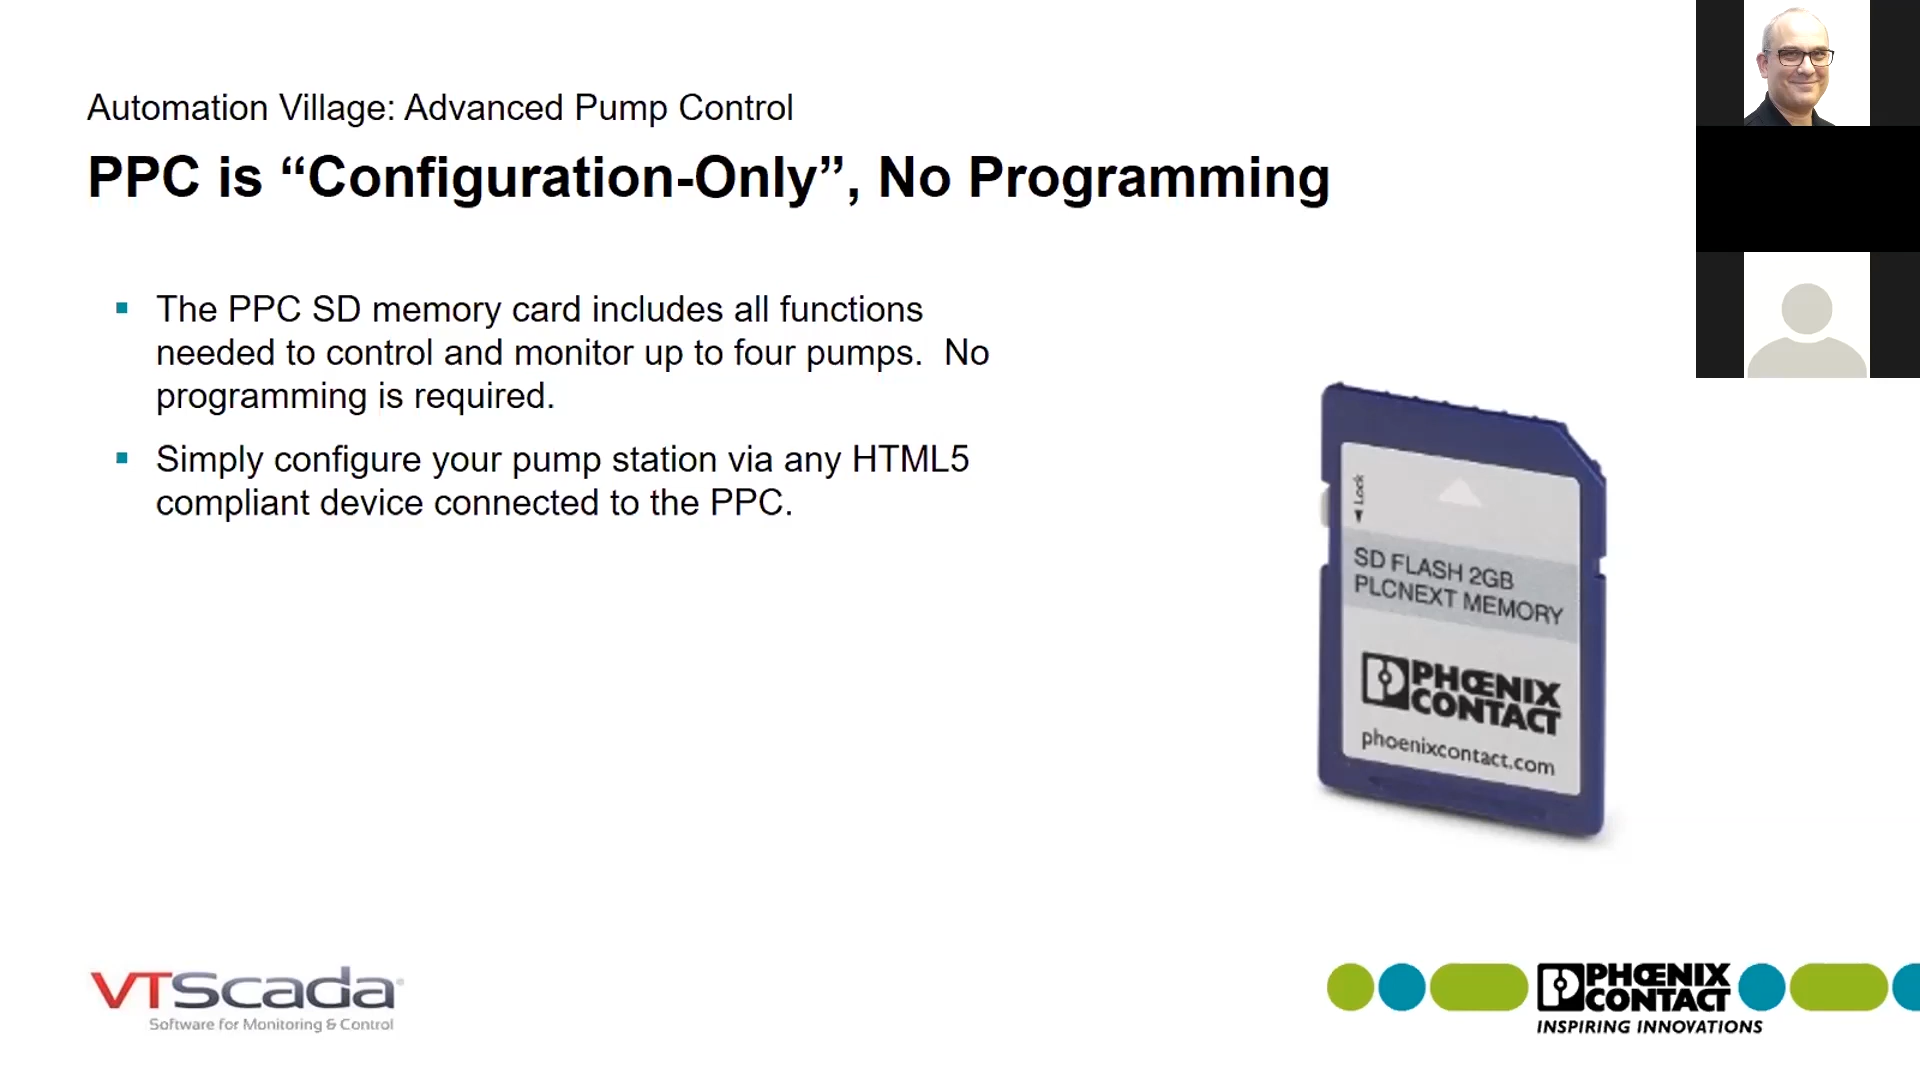 Automation Village: Advanced Pump Control
PPC is “Configuration-Only”, No Programming
The PPC SD memory card includes all functions
needed to control and monitor up to four pumps.  No
programming is required.
Simply configure your pump station via any HTML5
compliant device connected to the PPC.
Lock
SD FLASH 2GB
PLCNEXT MEMORY
PHŒNIX
CONTACT
phoenixcontact.com
VTScada
Software for Monitoring & Control
PHŒNIX
CONTACT
INSPIRING INNOVATIONS